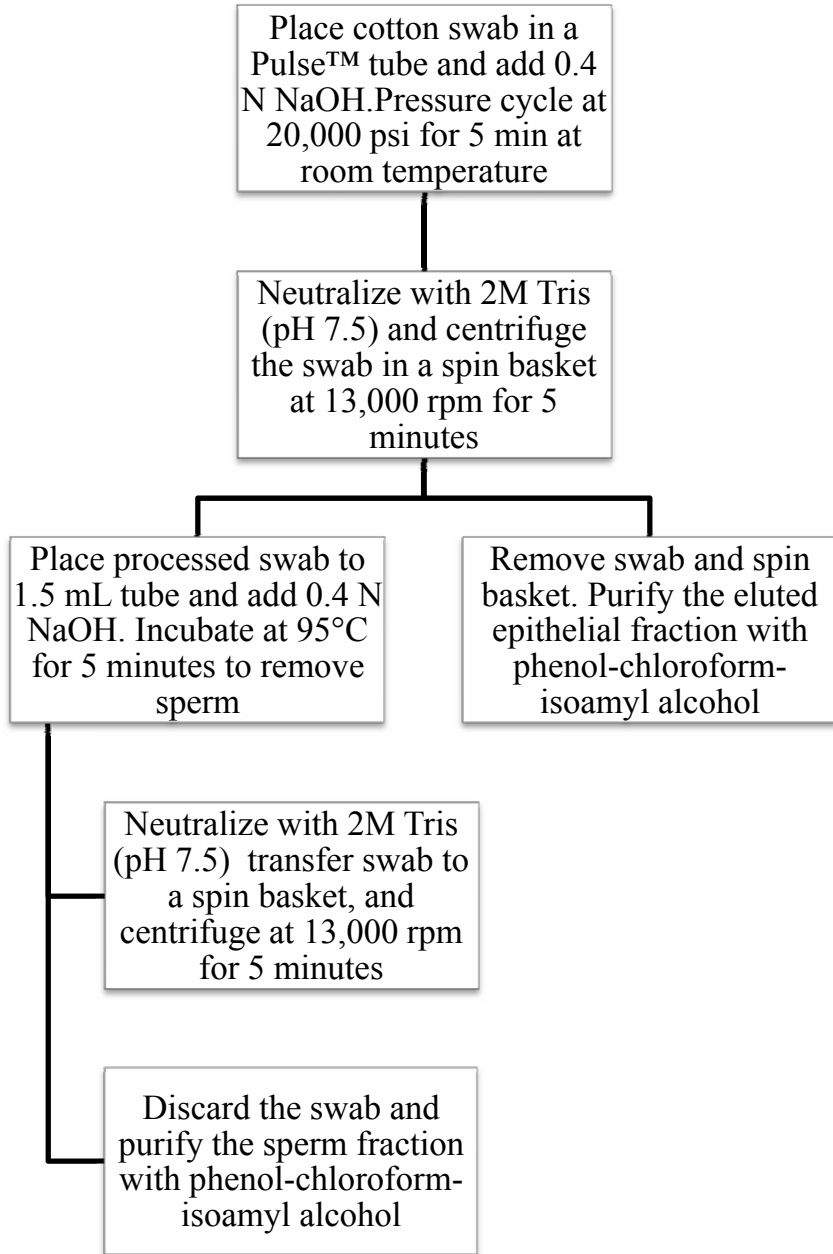 Place cotton swab in a
Pulse™ tube and add 0.4
N NaOH.Pressure cycle at
20,000 psi for 5 min at
room temperature
Neutralize with 2M Tris
(pH 7.5) and centrifuge
the swab in a spin basket
at 13,000 rpm for 5
minutes
Place processed swab to
1.5 mL tube and add 0.4 N
NaOH. Incubate at 95°C
for 5 minutes to remove
sperm
Remove swab and spin
basket. Purify the eluted
epithelial fraction with
phenol-chloroform-
isoamyl alcohol
Neutralize with 2M Tris
(pH 7.5) transfer swab to
a spin basket, and
centrifuge at 13,000 rpm
for 5 minutes
Discard the swab and
purify the sperm fraction
with phenol-chloroform-
isoamyl alcohol